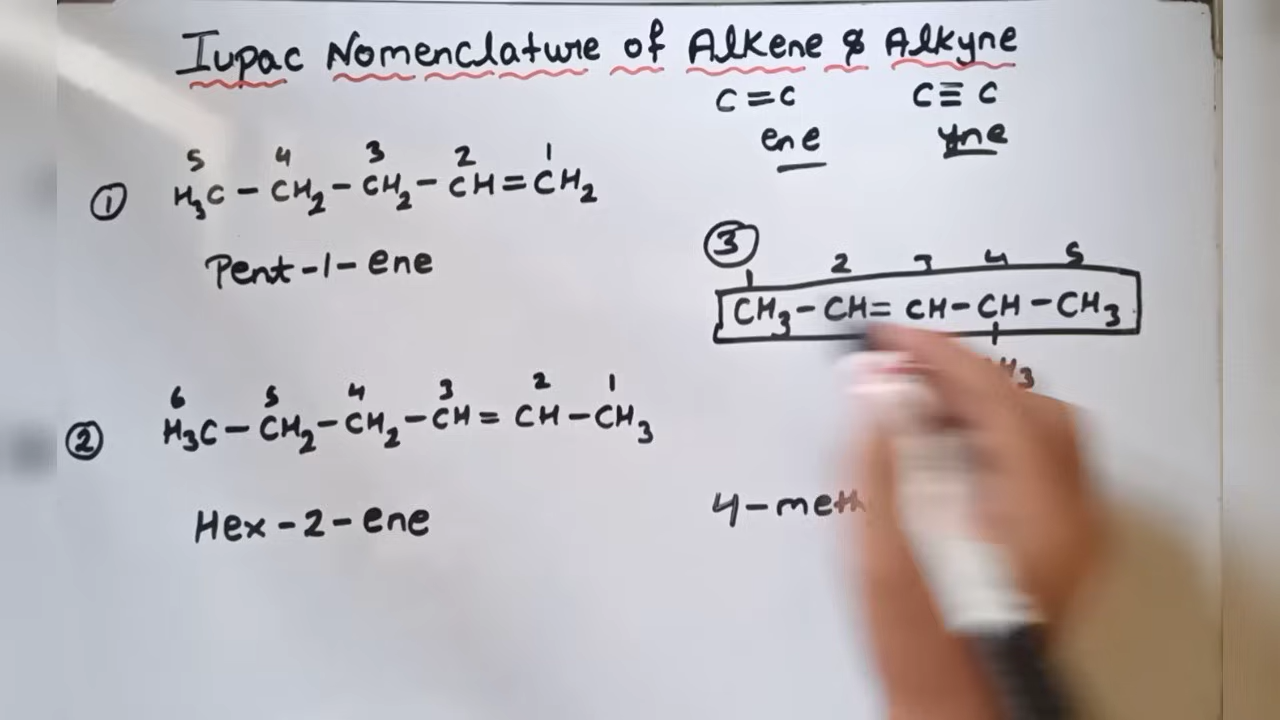 Iupac Nomenclature of Alkene & Alkyne
C=C C≡C
ene yne
5 4 3 2 1
① H₃C-CH₂-CH₂-CH=CH₂
Pent-1-ene
③
1 2 3 4 5
CH₃-CH=CH-CH-CH₃
6 5 4 3 2 1
② H₃C-CH₂-CH₂-CH=CH-CH₃
Hex-2-ene
4-meth